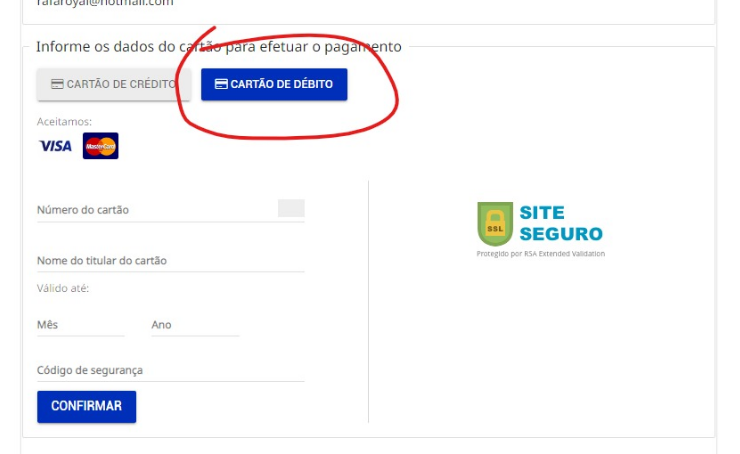 rafaroyal@hotmail.com
Informe os dados do cartão para efetuar o pagamento
CARTÃO DE CRÉDITO
CARTÃO DE DÉBITO
Aceitamos:
VISA
MasterCard
Número do cartão
SSL
SITE
SEGURO
Protegido por RSA Extended Validation
Nome do titular do cartão
Válido até:
Mês Ano
Código de segurança
CONFIRMAR